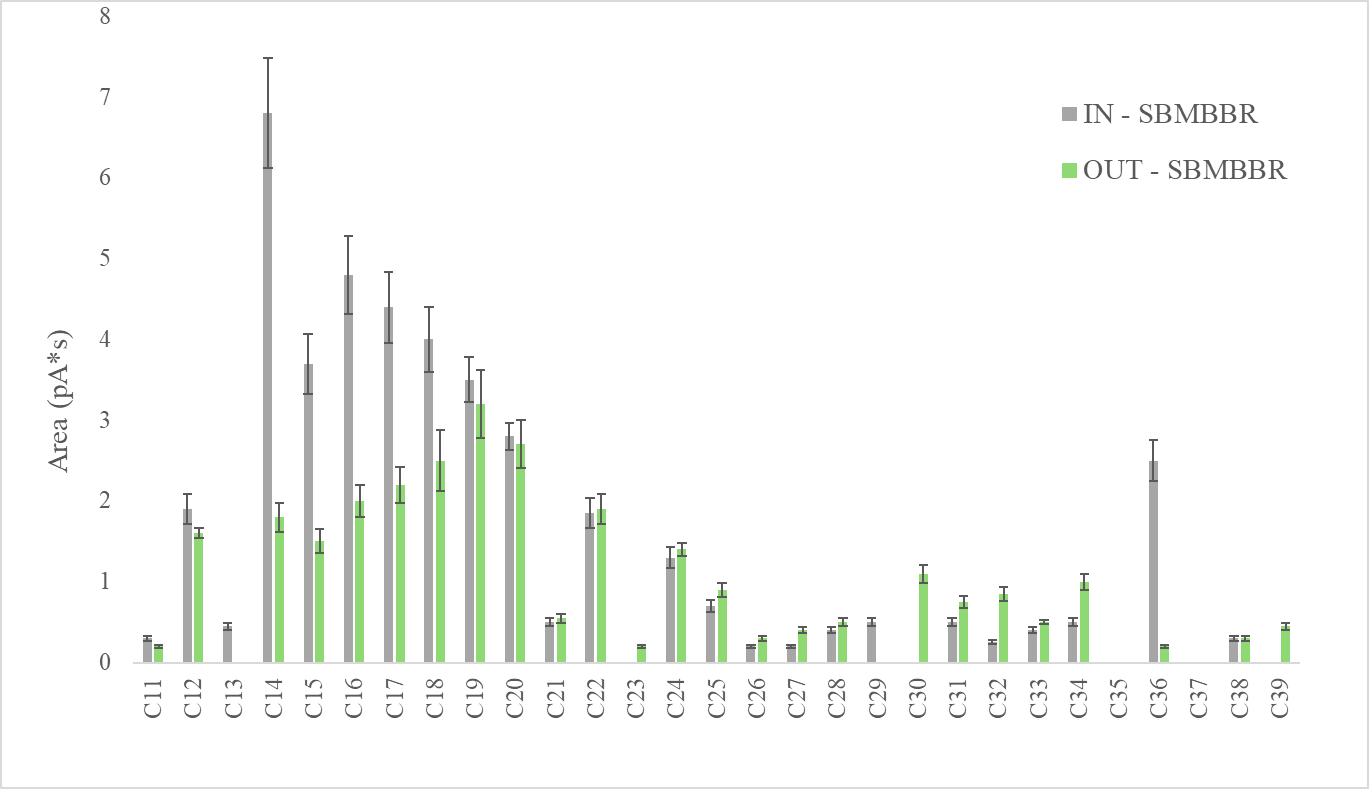 8
7
6
5
4
3
2
1
0
Area (pA*s)
IN - SBMBBR
OUT - SBMBBR
C11
C12
C13
C14
C15
C16
C17
C18
C19
C20
C21
C22
C23
C24
C25
C26
C27
C28
C29
C30
C31
C32
C33
C34
C35
C36
C37
C38
C39